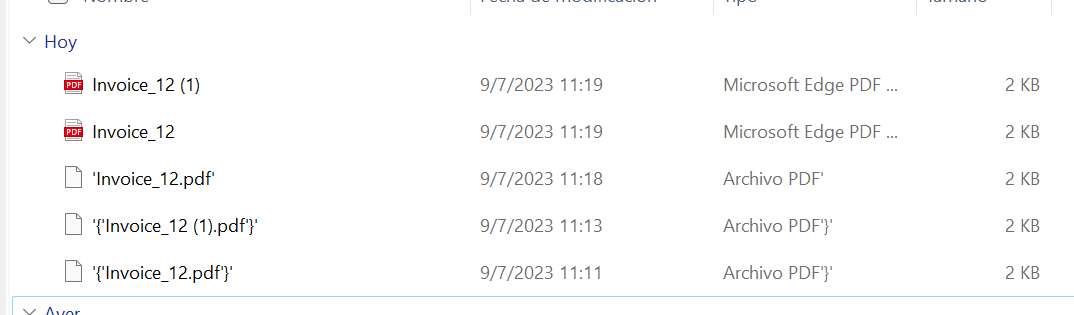 Nombre Fecha de modificación Tipo Tamaño
Hoy
PDF Invoice_12 (1) 9/7/2023 11:19 Microsoft Edge PDF ... 2 KB
PDF Invoice_12 9/7/2023 11:19 Microsoft Edge PDF ... 2 KB
'Invoice_12.pdf' 9/7/2023 11:18 Archivo PDF' 2 KB
'{'Invoice_12 (1).pdf'}' 9/7/2023 11:13 Archivo PDF'}' 2 KB
'{'Invoice_12.pdf'}' 9/7/2023 11:11 Archivo PDF'}' 2 KB
Ayer